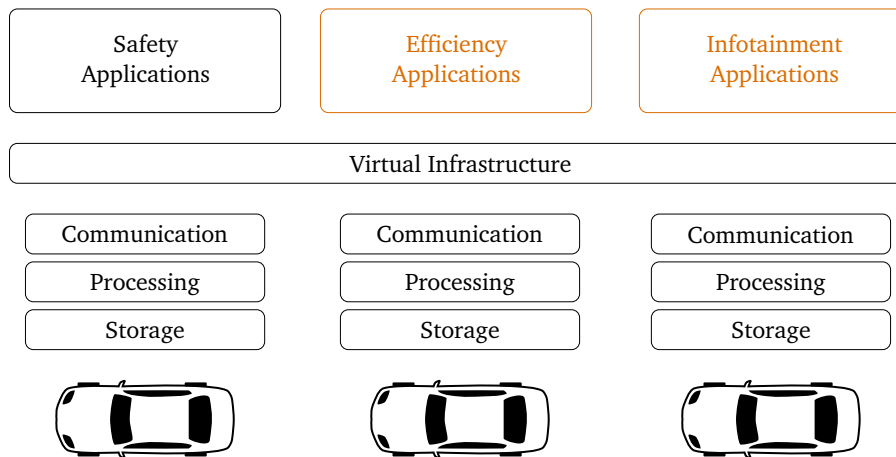 Safety
Applications
Efficiency
Applications
Infotainment
Applications
Virtual Infrastructure
Communication
Communication
Communication
Processing
Processing
Processing
Storage
Storage
Storage